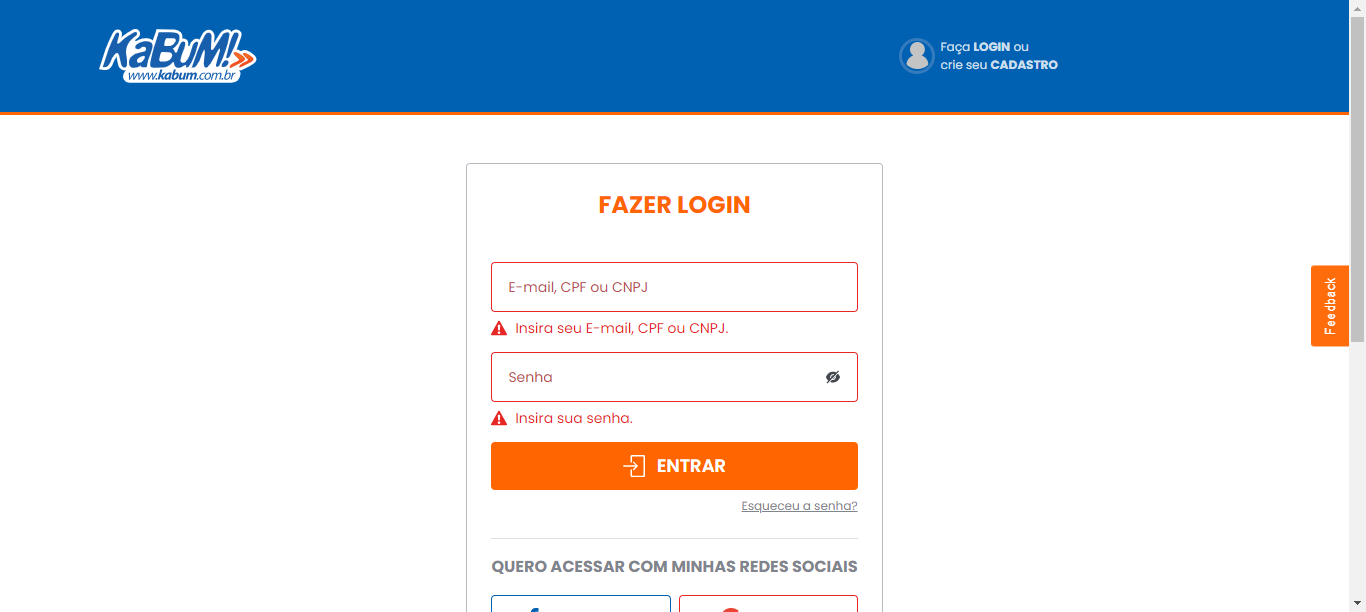 KaBuM!
www.kabum.com.br
Faça LOGIN ou
crie seu CADASTRO
FAZER LOGIN
E-mail, CPF ou CNPJ
Insira seu E-mail, CPF ou CNPJ.
Senha
Insira sua senha.
ENTRAR
Esqueceu a senha?
QUERO ACESSAR COM MINHAS REDES SOCIAIS
Feedback